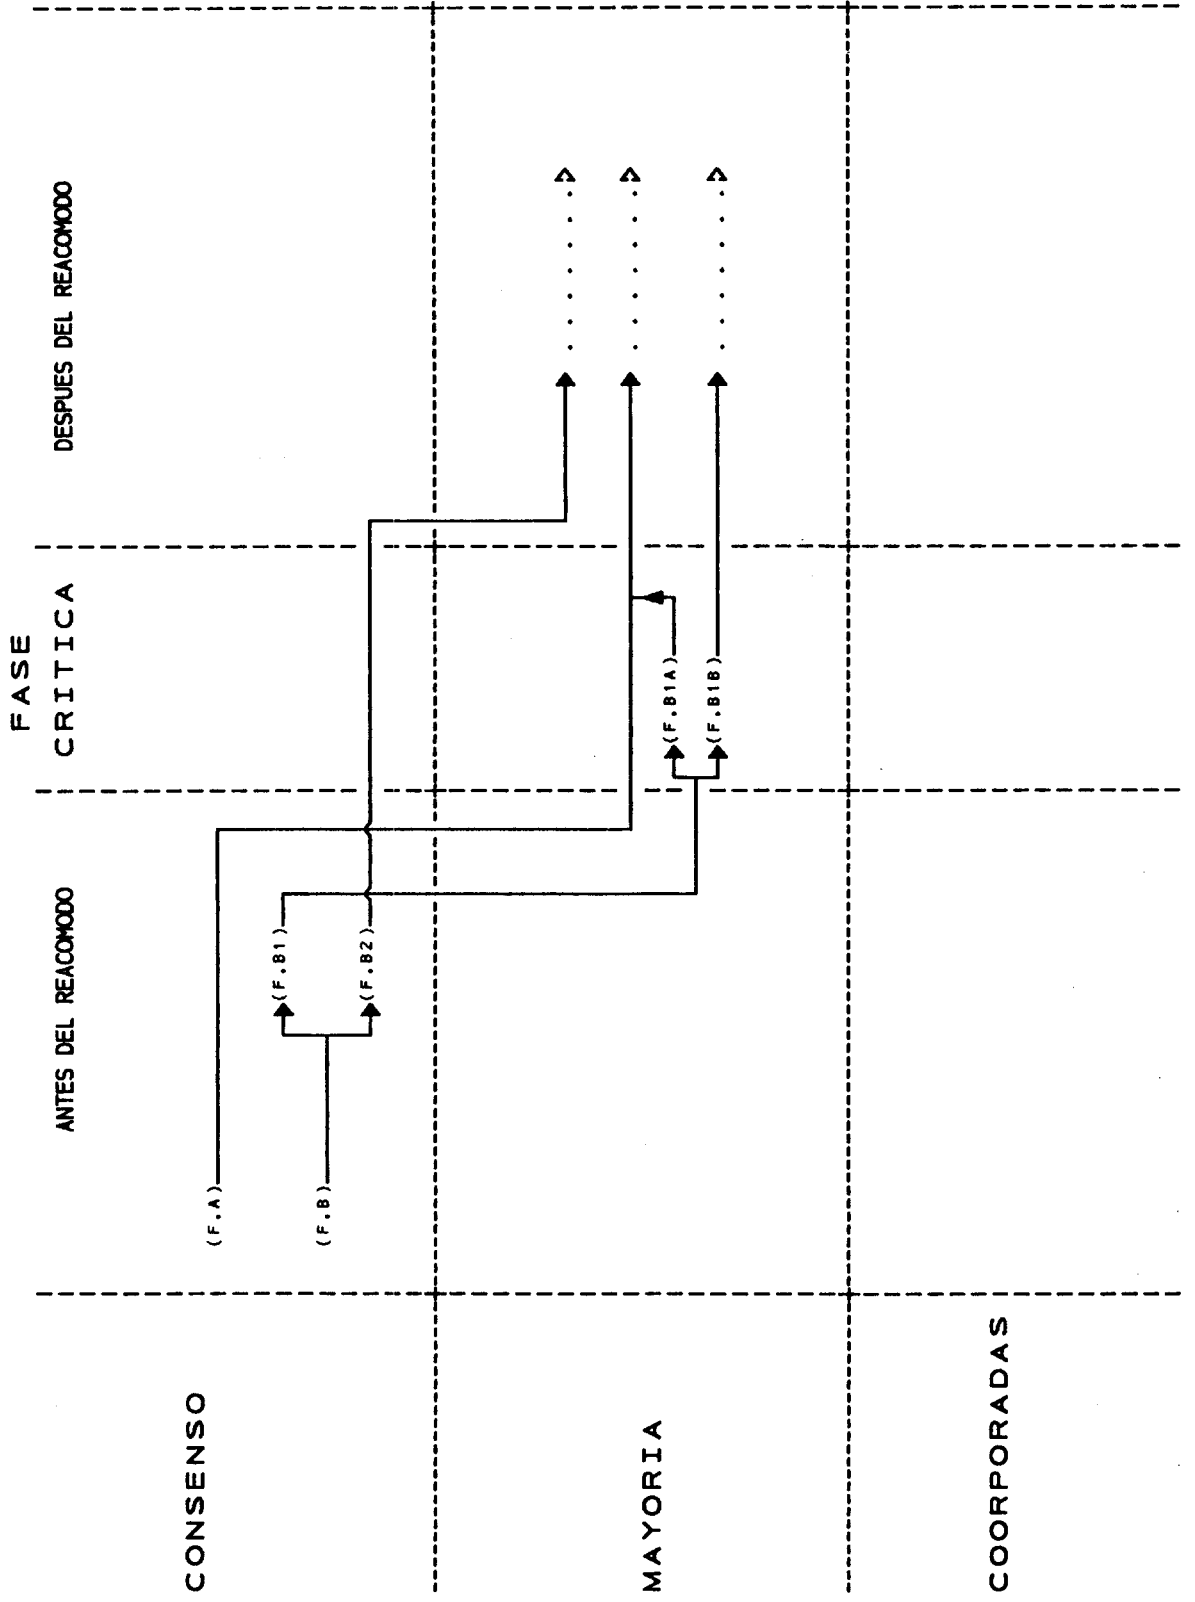 FASE
ANTES DEL REACOMODO
CRITICA
DESPUES DEL REACOMODO
CONSENSO
(F.A)
(F.B1)
(F.B)
(F.B2)
MAYORIA
(F.B1A)
(F.B1B)
COORPORADAS